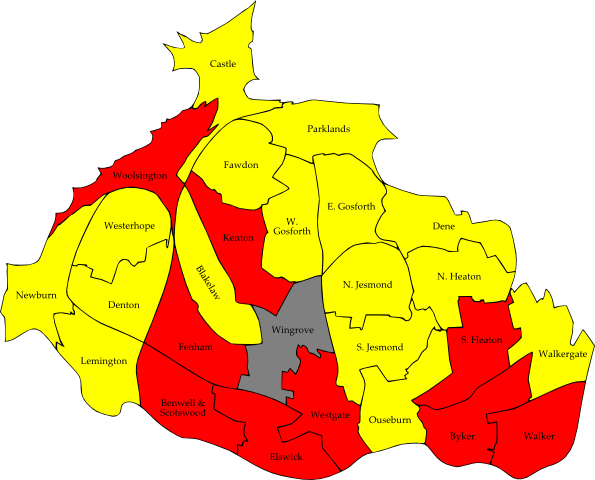 Castle
Parklands
Fawdon
Woolsington
E. Gosforth
Westerhope
W.
Gosforth
Dene
Kenton
N. Heaton
Blakelaw
N. Jesmond
Newburn
Denton
Wingrove
S. Heaton
Fenham
S. Jesmond
Walkergate
Lemington
Benwell &
Scotswood
Westgate
Ouseburn
Byker
Walker
Elswick